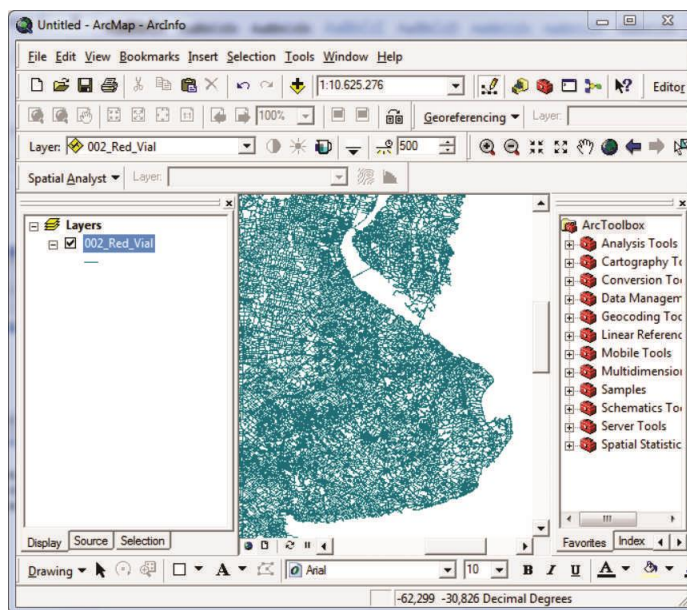 Untitled - ArcMap - ArcInfo
File Edit View Bookmarks Insert Selection Tools Window Help
1:10.625.276 Editor
100% Georeferencing Layer:
Layer: 002_Red_Vial 500
Spatial Analyst Layer:
Layers
002_Red_Vial
ArcToolbox
Analysis Tools
Cartography To
Conversion To
Data Managem
Geocoding Too
Linear Referenc
Mobile Tools
Multidimension
Samples
Schematics To
Server Tools
Spatial Statistic
Display Source Selection
Favorites Index
Drawing A Arial 10 B I U A
-62,299 -30,826 Decimal Degrees